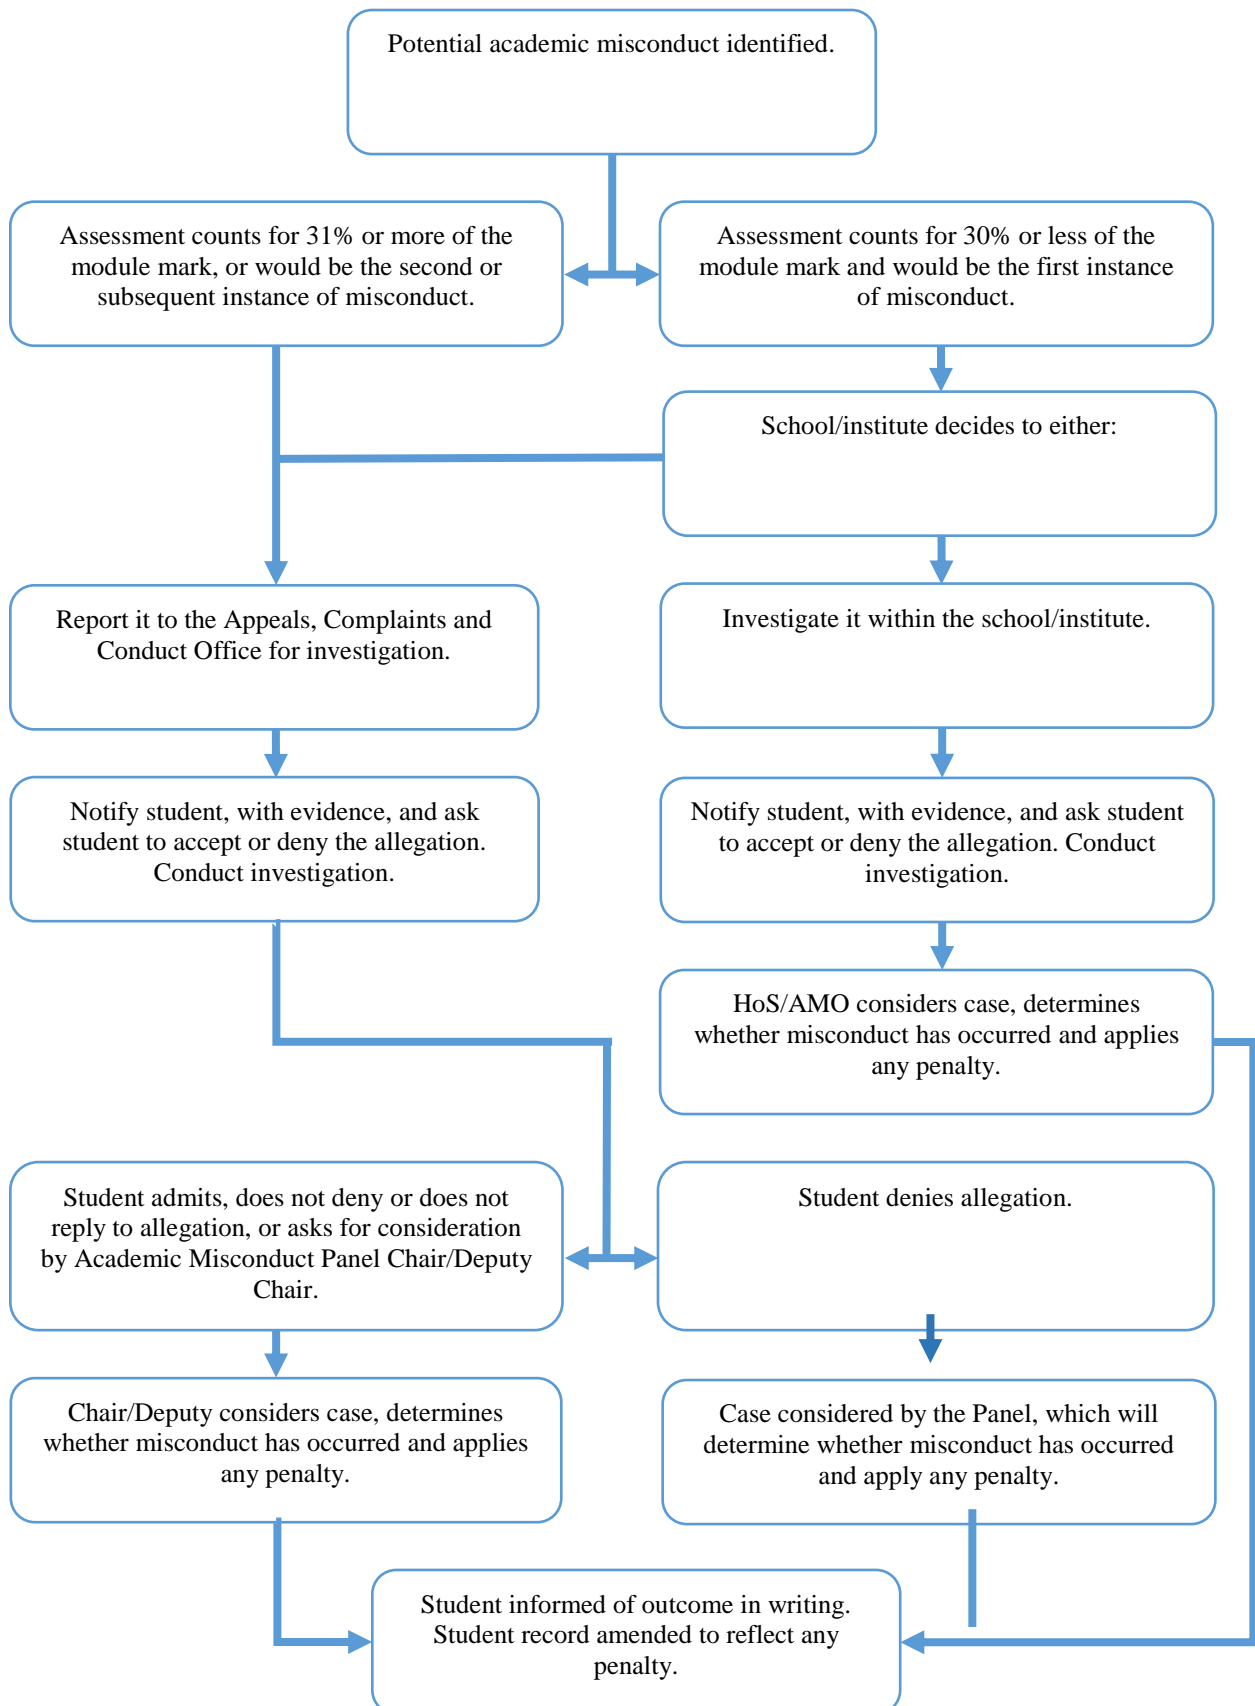 Potential academic misconduct identified.
Assessment counts for 31% or more of the
module mark, or would be the second or
subsequent instance of misconduct.
Assessment counts for 30% or less of the
module mark and would be the first instance
of misconduct.
School/institute decides to either:
Report it to the Appeals, Complaints and
Conduct Office for investigation.
Investigate it within the school/institute.
Notify student, with evidence, and ask
student to accept or deny the allegation.
Conduct investigation.
Notify student, with evidence, and ask student
to accept or deny the allegation. Conduct
investigation.
HoS/AMO considers case, determines
whether misconduct has occurred and applies
any penalty.
Student admits, does not deny or does not
reply to allegation, or asks for consideration
by Academic Misconduct Panel Chair/Deputy
Chair.
Student denies allegation.
Chair/Deputy considers case, determines
whether misconduct has occurred and applies
any penalty.
Case considered by the Panel, which will
determine whether misconduct has occurred
and apply any penalty.
Student informed of outcome in writing.
Student record amended to reflect any
penalty.